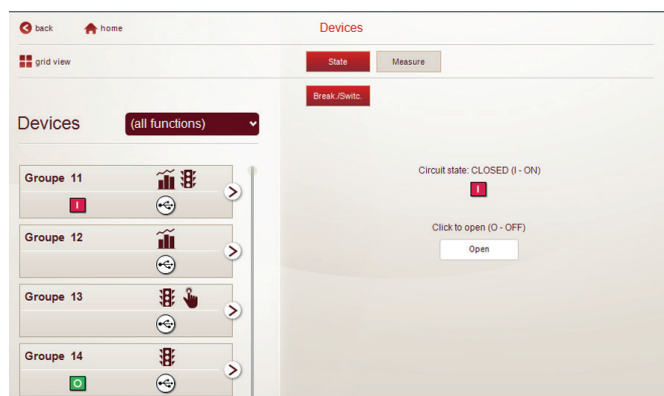 back home Devices
grid view State Measure
Break./Switc.
Devices (all functions)
Groupe 11
I
Groupe 12
Groupe 13
Groupe 14
O
Circuit state: CLOSED (I - ON)
I
Click to open (O - OFF)
Open